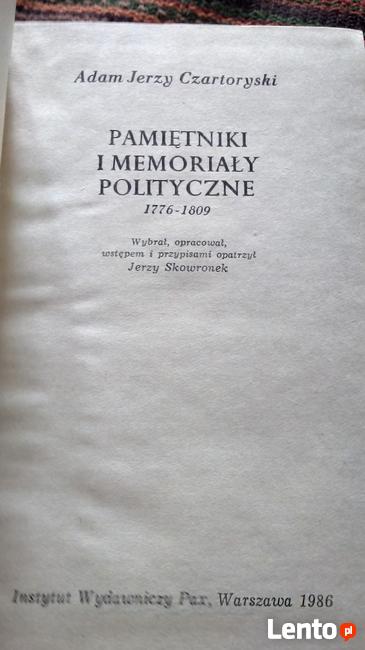 Adam Jerzy Czartoryski
PAMIĘTNIKI
I MEMORIAŁY
POLITYCZNE
1776-1809
Wybrał, opracował,
wstępem i przypisami opatrzył
Jerzy Skowronek
Instytut Wydawniczy Pax, Warszawa 1986
Lento.pl